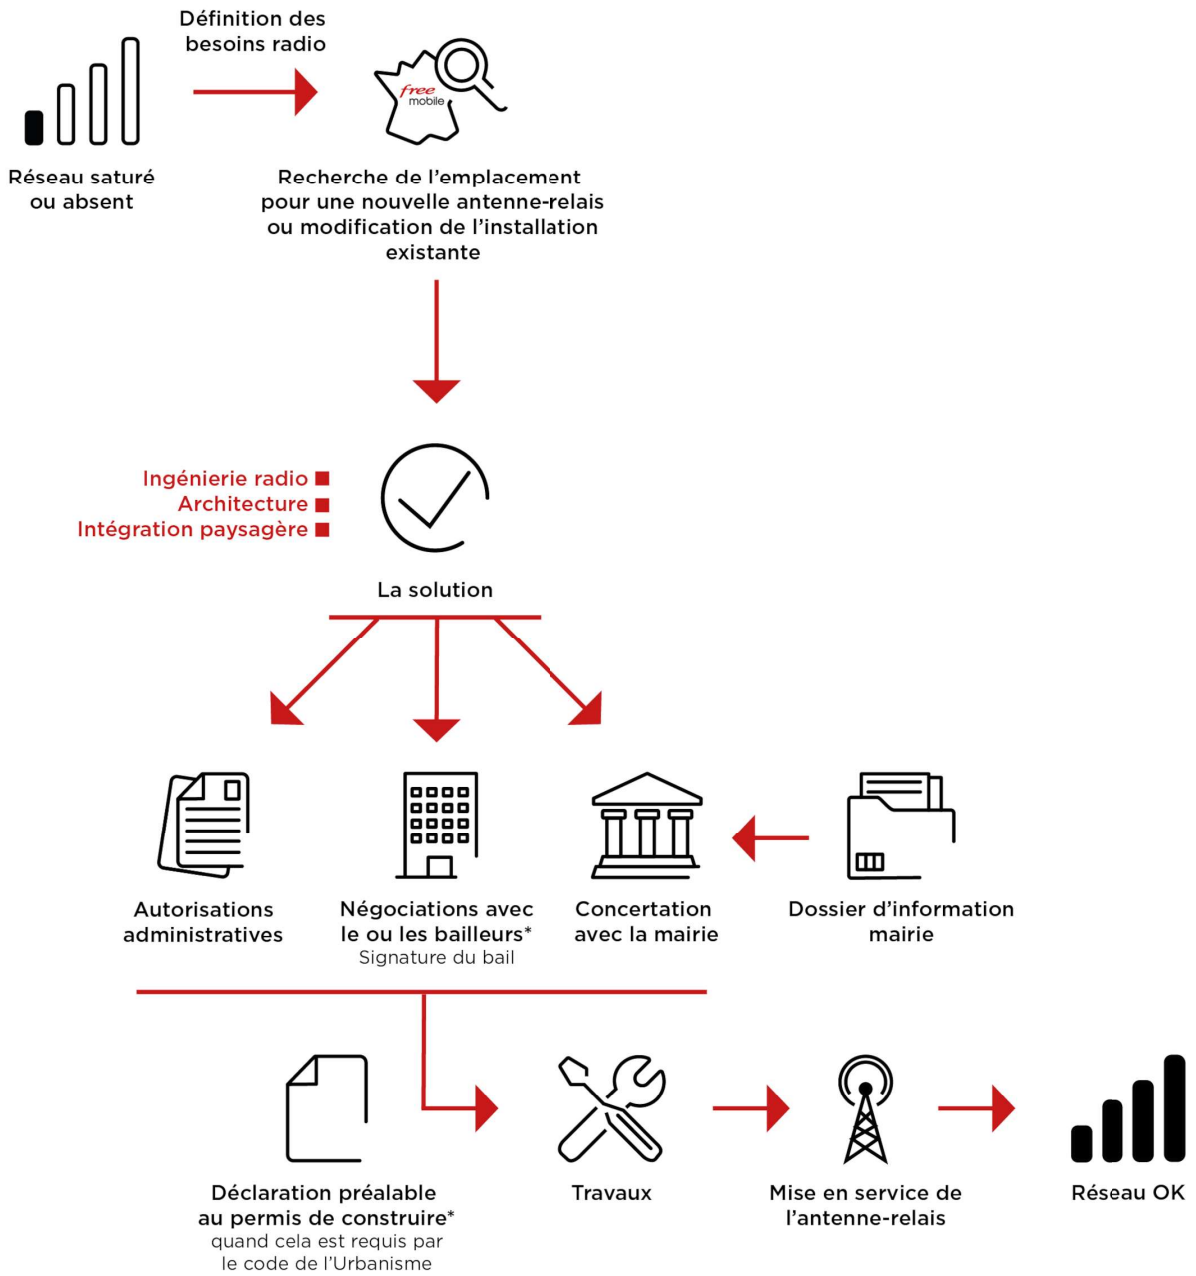 Définition des
besoins radio
free
mobile
Réseau saturé
ou absent
Recherche de l'emplacement
pour une nouvelle antenne-relais
ou modification de l'installation
existante
Ingénierie radio
Architecture
Intégration paysagère
La solution
Autorisations
administratives
Négociations avec
le ou les bailleurs*
Signature du bail
Concertation
avec la mairie
Dossier d'information
mairie
Déclaration préalable
au permis de construire*
quand cela est requis par
le code de l'Urbanisme
Travaux
Mise en service de
l'antenne-relais
Réseau OK